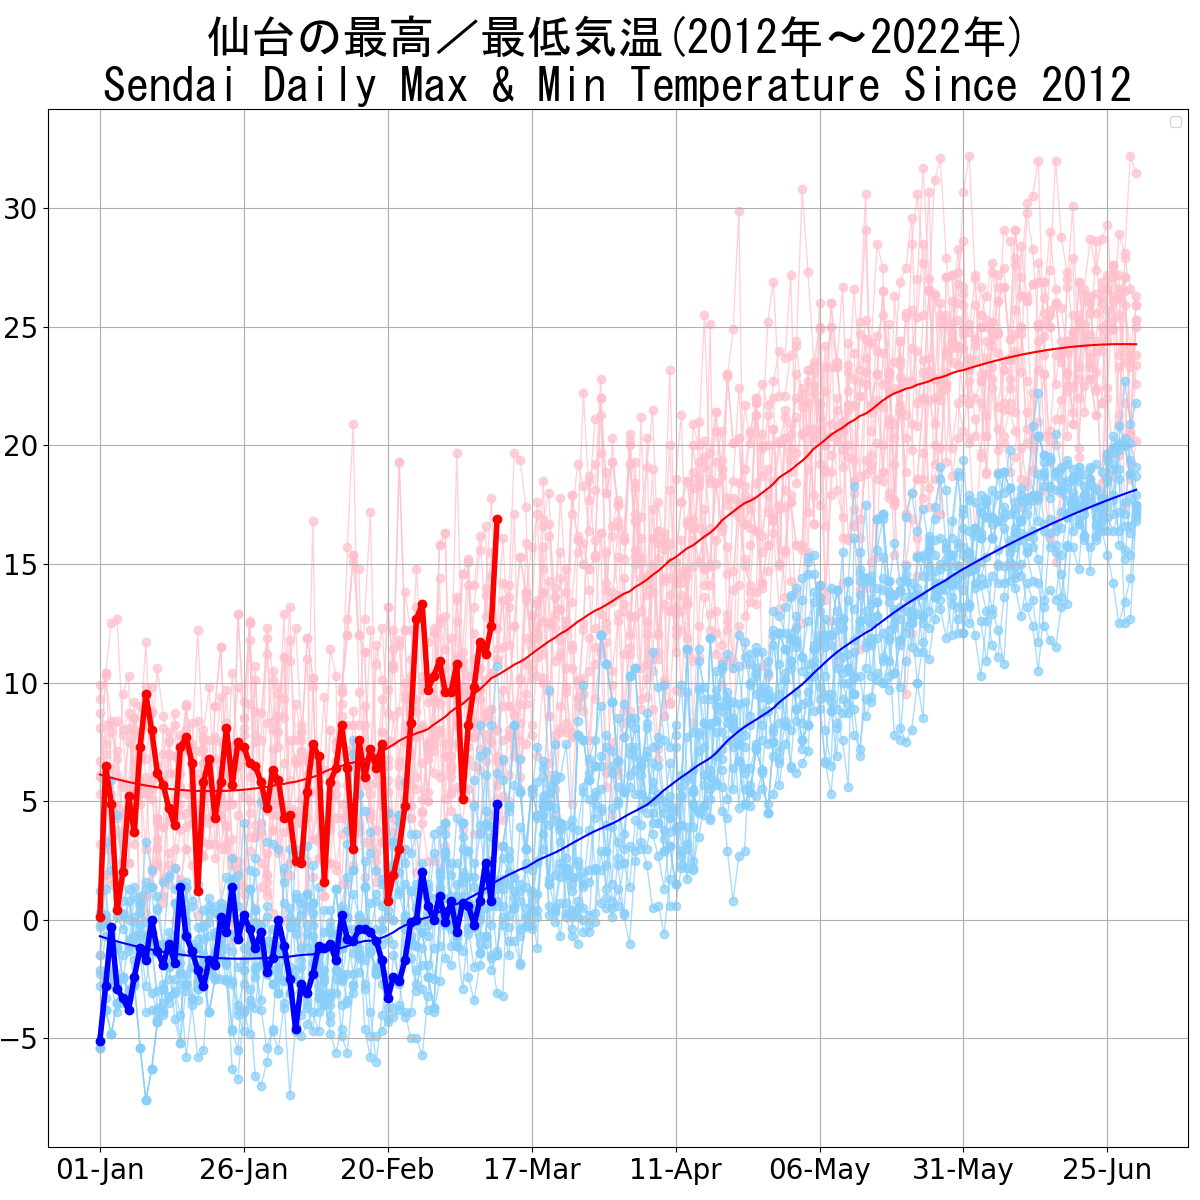 仙台の最高／最低気温(2012年～2022年)
Sendai Daily Max & Min Temperature Since 2012
30
25
20
15
10
5
0
−5
01-Jan 26-Jan 20-Feb 17-Mar 11-Apr 06-May 31-May 25-Jun